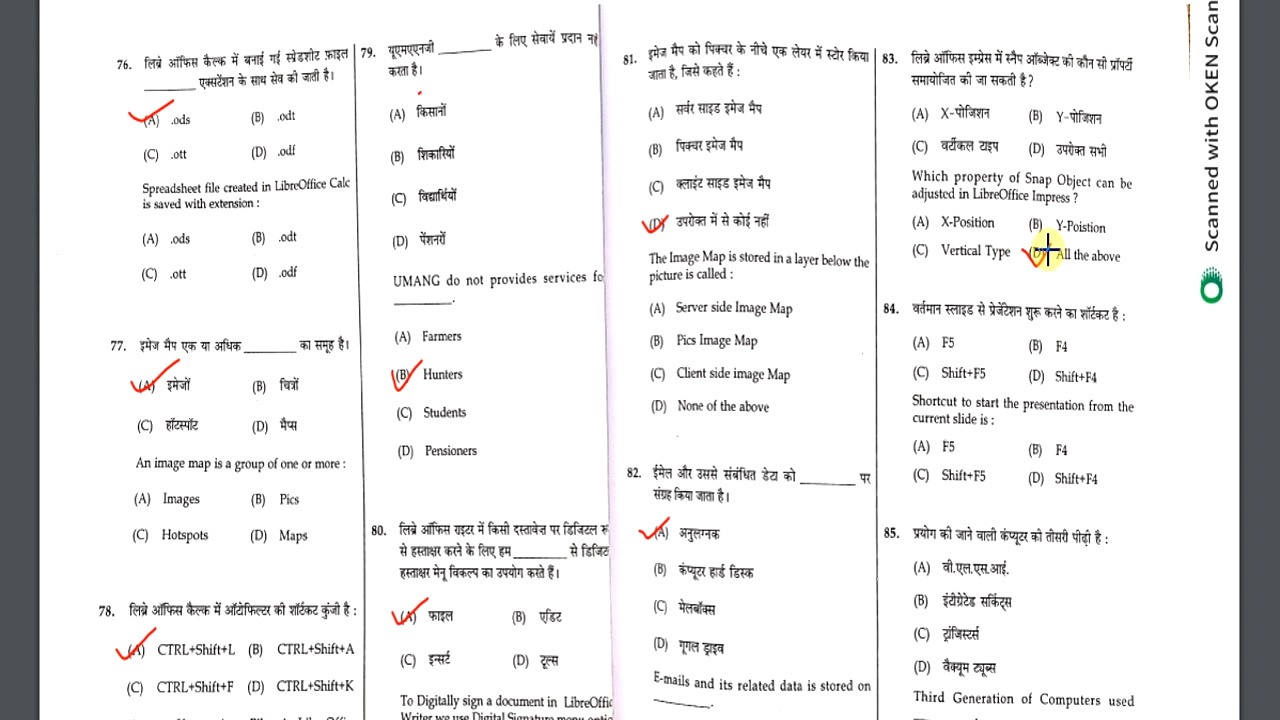 76. लिब्रे ऑफिस कैल्क में बनाई गई स्प्रेडशीट फ़ाइल
________ एक्सटेंशन के साथ सेव की जाती है।
(A) .ods (B) .odt
(C) .ott (D) .odf
Spreadsheet file created in LibreOffice Calc
is saved with extension :
(A) .ods (B) .odt
(C) .ott (D) .odf
77. इमेज मैप एक या अधिक ________ का समूह है।
(A) इमेजों (B) चित्रों
(C) हॉटस्पॉट (D) मैप्स
An image map is a group of one or more :
(A) Images (B) Pics
(C) Hotspots (D) Maps
78. लिब्रे ऑफिस कैल्क में ऑटोफिल्टर की शॉर्टकट कुंजी है :
(A) CTRL+Shift+L (B) CTRL+Shift+A
(C) CTRL+Shift+F (D) CTRL+Shift+K
79. यूएमएएनजी ________ के लिए सेवायें प्रदान नहीं
करता है।
(A) किसानों
(B) शिकारियों
(C) विद्यार्थियों
(D) पेंशनरों
UMANG do not provides services fo
________.
(A) Farmers
(B) Hunters
(C) Students
(D) Pensioners
80. लिब्रे ऑफिस राइटर में किसी दस्तावेज पर डिजिटल रू
से हस्ताक्षर करने के लिए हम ________ से डिजिट
हस्ताक्षर मेनू विकल्प का उपयोग करते हैं।
(A) फाइल (B) एडिट
(C) इन्सर्ट (D) टूल्स
To Digitally sign a document in LibreOffic
Writer we use Digital Signature menu optio
81. इमेज मैप को पिक्चर के नीचे एक लेयर में स्टोर किया
जाता है, जिसे कहते हैं :
(A) सर्वर साइड इमेज मैप
(B) पिक्चर इमेज मैप
(C) क्लाइंट साइड इमेज मैप
(D) उपरोक्त में से कोई नहीं
The Image Map is stored in a layer below the
picture is called :
(A) Server side Image Map
(B) Pics Image Map
(C) Client side image Map
(D) None of the above
82. ईमेल और उससे संबंधित डेटा को ________ पर
संग्रह किया जाता है।
(A) अनुलग्नक
(B) कंप्यूटर हार्ड डिस्क
(C) मेलबॉक्स
(D) गूगल ड्राइव
E-mails and its related data is stored on
________.
83. लिब्रे ऑफिस इम्प्रेस में स्नैप ऑब्जेक्ट की कौन सी प्रॉपर्टी
समायोजित की जा सकती है ?
(A) X-पोजिशन (B) Y-पोजिशन
(C) वर्टीकल टाइप (D) उपरोक्त सभी
Which property of Snap Object can be
adjusted in LibreOffice Impress ?
(A) X-Position (B) Y-Poistion
(C) Vertical Type (D) All the above
84. वर्तमान स्लाइड से प्रेजेंटेशन शुरू करने का शॉर्टकट है :
(A) F5 (B) F4
(C) Shift+F5 (D) Shift+F4
Shortcut to start the presentation from the
current slide is :
(A) F5 (B) F4
(C) Shift+F5 (D) Shift+F4
85. प्रयोग की जाने वाली कंप्यूटर की तीसरी पीढ़ी है :
(A) वी.एल.एस.आई.
(B) इंटीग्रेटेड सर्किट्स
(C) ट्रांजिस्टर्स
(D) वैक्यूम ट्यूब्स
Third Generation of Computers used
Scanned with OKEN Scan